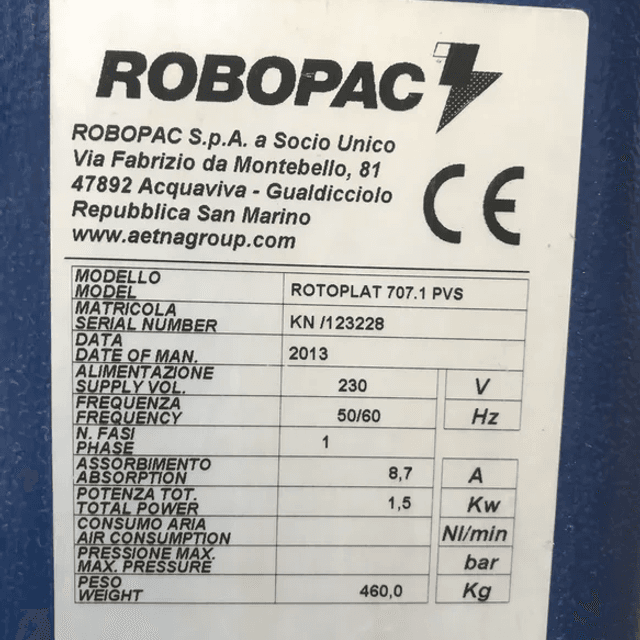 ROBOPAC
ROBOPAC S.p.A. a Socio Unico
Via Fabrizio da Montebello, 81
47892 Acquaviva - Gualdicciolo
Repubblica San Marino
www.aetnagroup.com
CE
MODELLO
MODEL ROTOPLAT 707.1 PVS
MATRICOLA
SERIAL NUMBER KN /123228
DATA
DATE OF MAN. 2013
ALIMENTAZIONE
SUPPLY VOL. 230 V
FREQUENZA
FREQUENCY 50/60 Hz
N. FASI
PHASE 1
ASSORBIMENTO
ABSORPTION 8,7 A
POTENZA TOT.
TOTAL POWER 1,5 Kw
CONSUMO ARIA
AIR CONSUMPTION Nl/min
PRESSIONE MAX.
MAX. PRESSURE bar
PESO
WEIGHT 460,0 Kg